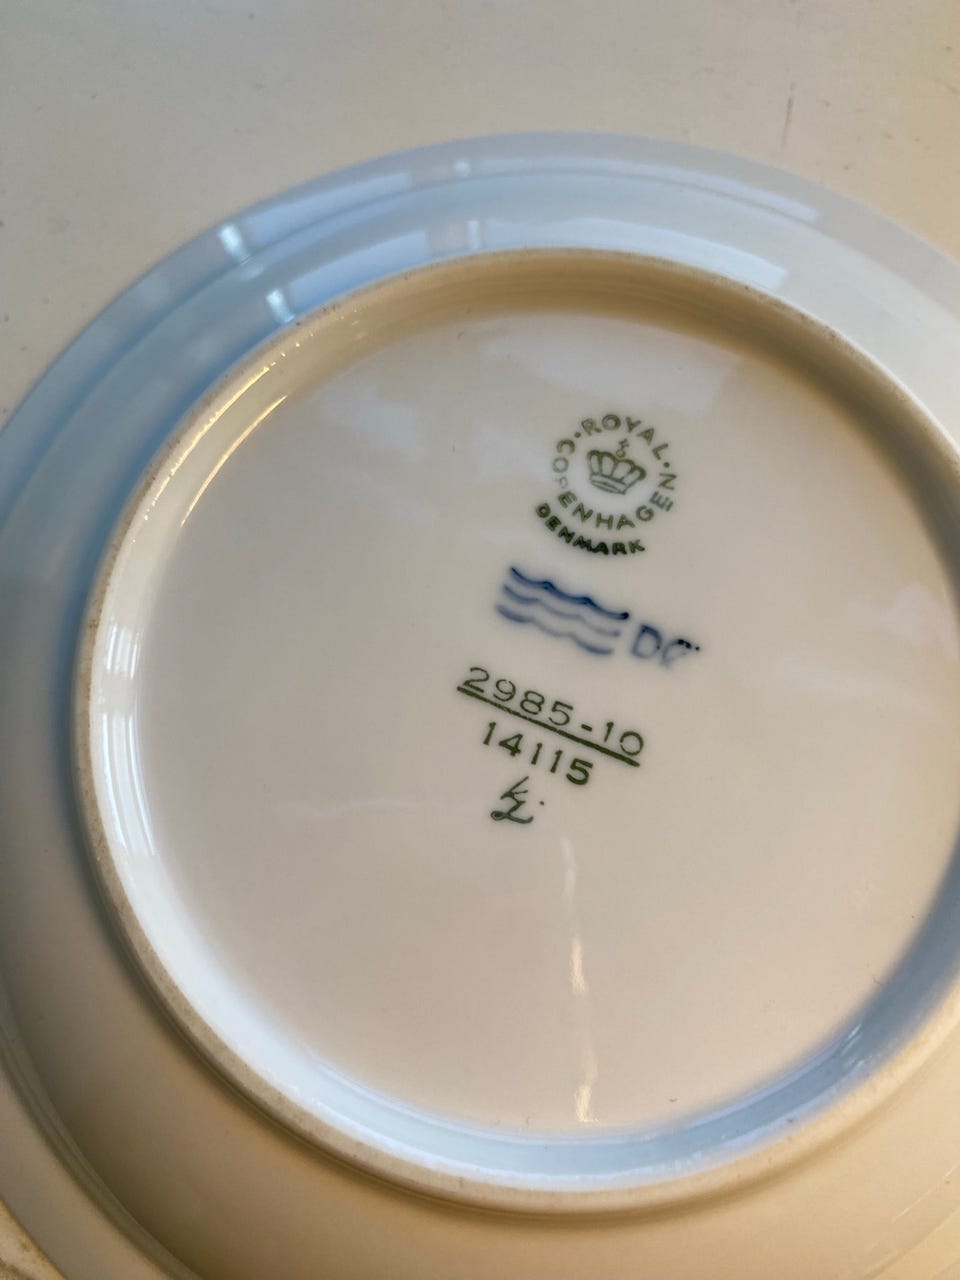 ROYAL COPENHAGEN
DENMARK
2985-10
14115